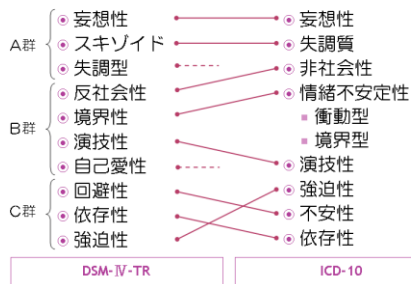 妄想性 妄想性
A群 スキゾイド 失調質
失調型 非社会性
反社会性 情緒不安定性
境界性 衝動型
B群 演技性 境界型
自己愛性 演技性
回避性 強迫性
C群 依存性 不安性
強迫性 依存性
DSM-Ⅳ-TR ICD-10